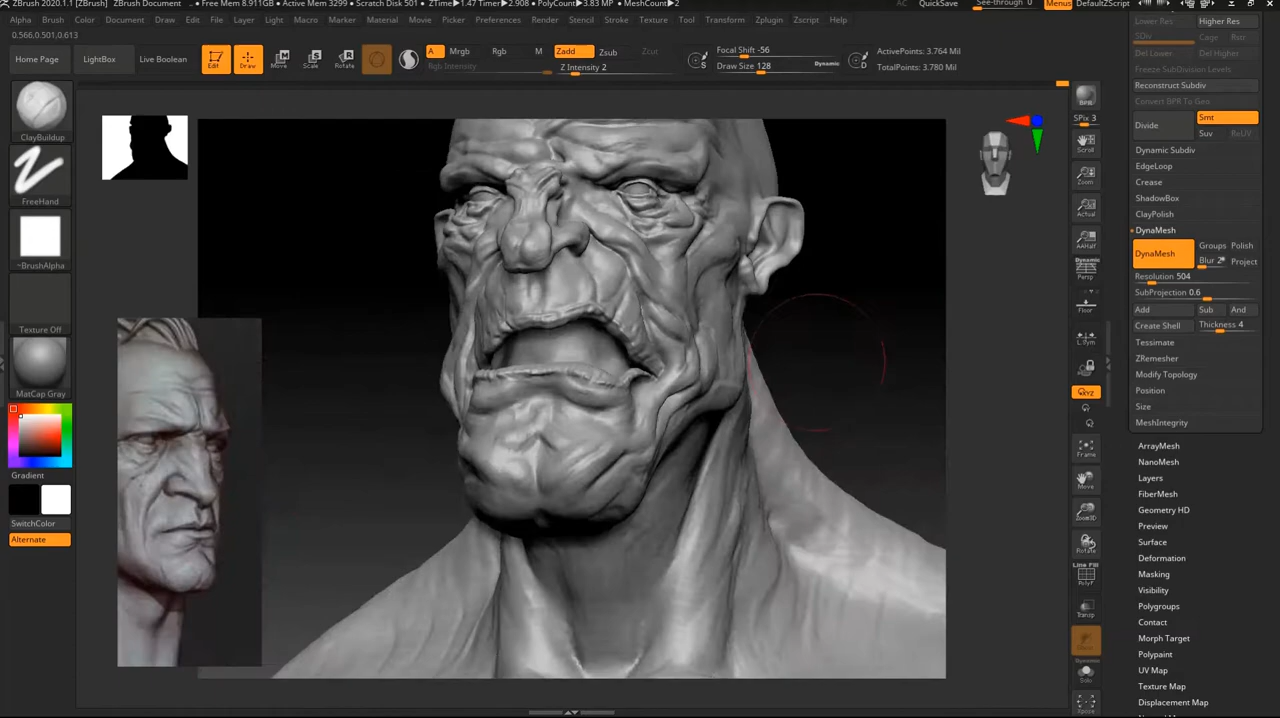 ZBrush 2020.1.1 [ZBrush] ZBrush Document .. • Free Mem 8.911GB • Active Mem 3299 • Scratch Disk 501 • ZTime▶1.47 Timer▶2.908 • PolyCount▶3.83 MP • MeshCount▶2 AC QuickSave See-through 0 Menus DefaultZScript
Alpha Brush Color Document Draw Edit File Layer Light Macro Marker Material Movie Picker Preferences Render Stencil Stroke Texture Tool Transform Zplugin Zscript Help
0.566,0.501,0.613
Home Page LightBox Live Boolean Edit Draw Move Scale Rotate
A Mrgb Rgb M Zadd Zsub Zcut
Rgb Intensity Z Intensity 2
Focal Shift -56
Draw Size 128 Dynamic
ActivePoints: 3.764 Mil
TotalPoints: 3.780 Mil
S
D
ClayBuildup
FreeHand
~BrushAlpha
Texture Off
MatCap Gray
Gradient
SwitchColor
Alternate
BPR
SPix 3
Scroll
Zoom
Actual
AAHalf
Dynamic
Persp
Floor
L.Sym
XYZ
Frame
Move
Zoom3D
Rotate
Line Fill
PolyF
Transp
Dynamic
Solo
Xpose
Lower Res Higher Res
SDiv Cage Rstr
Del Lower Del Higher
Freeze SubDivision Levels
Reconstruct Subdiv
Convert BPR To Geo
Divide Smt
Suv ReUV
Dynamic Subdiv
EdgeLoop
Crease
ShadowBox
ClayPolish
DynaMesh
DynaMesh Groups Polish
Blur 2 Project
Resolution 504
SubProjection 0.6
Add Sub And
Create Shell Thickness 4
Tessimate
ZRemesher
Modify Topology
Position
Size
MeshIntegrity
ArrayMesh
NanoMesh
Layers
FiberMesh
Geometry HD
Preview
Surface
Deformation
Masking
Visibility
Polygroups
Contact
Morph Target
Polypaint
UV Map
Texture Map
Displacement Map